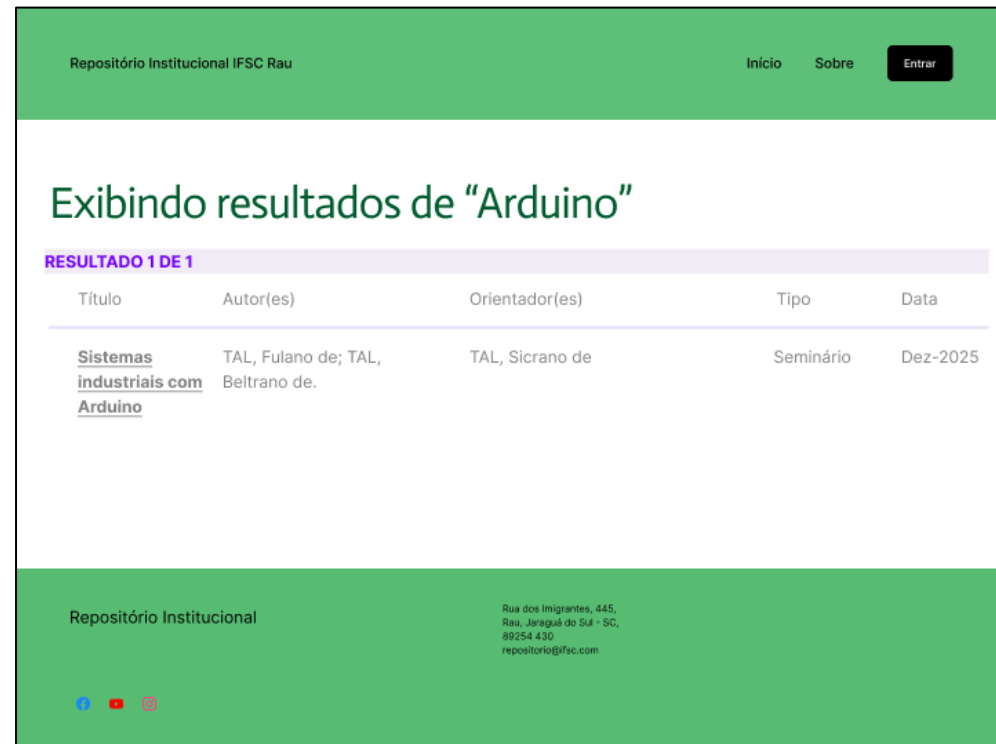 Repositório Institucional IFSC Rau
Início
Sobre
Entrar
Exibindo resultados de “Arduino”
RESULTADO 1 DE 1
Título
Autor(es)
Orientador(es)
Tipo
Data
Sistemas
industriais com
Arduino
TAL, Fulano de; TAL,
Beltrano de.
TAL, Sicrano de
Seminário
Dez-2025
Repositório Institucional
Rua dos Imigrantes, 445,
Rau, Jaraguá do Sul - SC,
89254 430
repositorio@ifsc.com